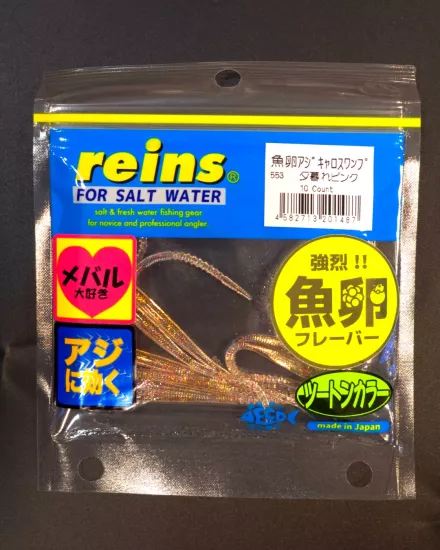 reins®
FOR SALT WATER
salt & fresh water fishing gear
for novice and professional angler.
魚卵アジキャロスワンプ
553 夕暮れピンク
10 Count
4582713201487
メバル
大好き
アジ
に効く
強烈!!
魚卵
フレーバー
ツートンカラー
made in Japan